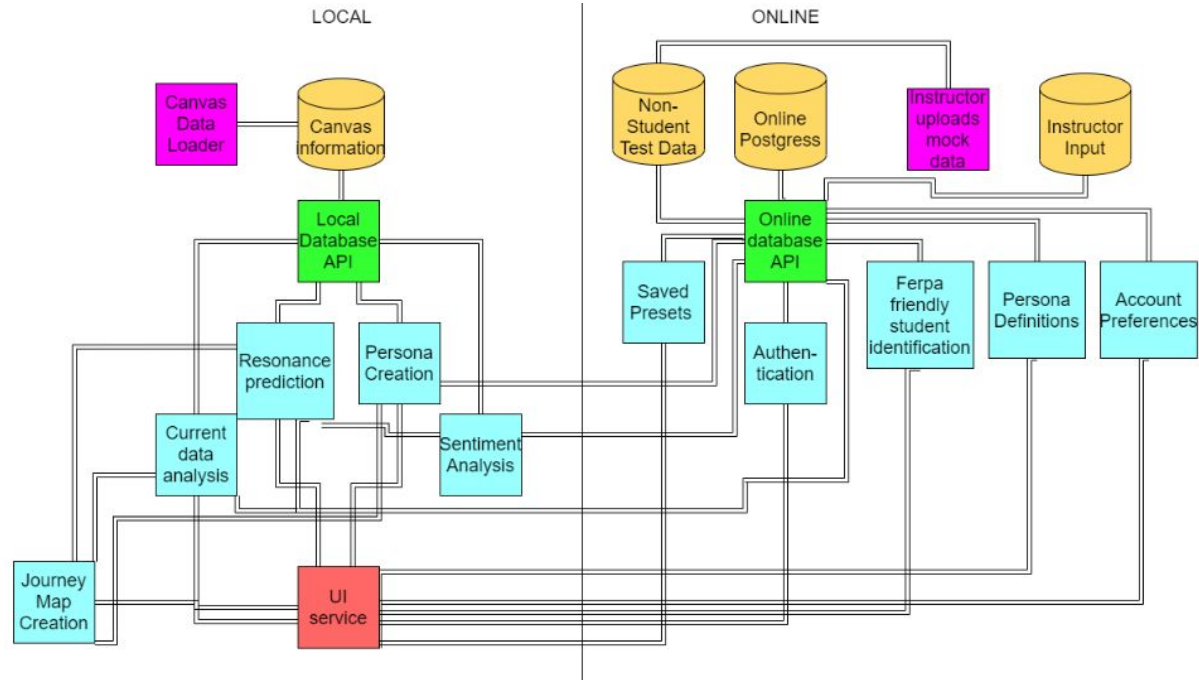 LOCAL
ONLINE
Canvas
Data
Loader
Canvas
information
Non-
Student
Test Data
Online
Postgress
Instructor
uploads
mock
data
Instructor
Input
Local
Database
API
Online
database
API
Saved
Presets
Ferpa
friendly
student
identification
Persona
Definitions
Account
Preferences
Resonance
prediction
Persona
Creation
Authen-
tication
Current
data
analysis
Sentiment
Analysis
Journey
Map
Creation
UI
service